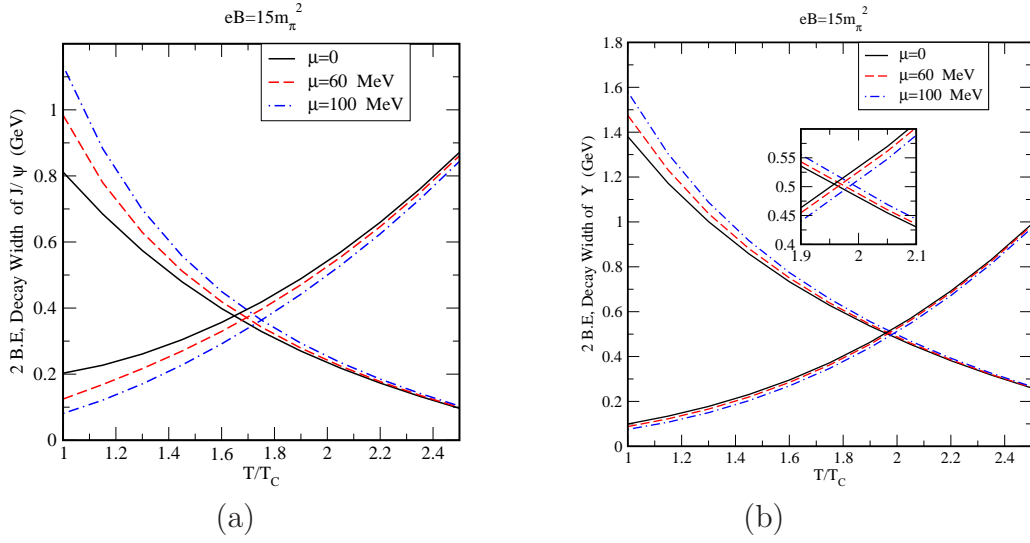 eB=15m_π^2
μ=0
μ=60 MeV
μ=100 MeV
2 B.E, Decay Width of J/ψ (GeV)
1
0.8
0.6
0.4
0.2
0
1 1.2 1.4 1.6 1.8 2 2.2 2.4
T/T_C
(a)
eB=15m_π^2
μ=0
μ=60 MeV
μ=100 MeV
2 B.E, Decay Width of Υ (GeV)
1.8
1.6
1.4
1.2
1
0.8
0.6
0.4
0.2
0
0.55
0.5
0.45
0.4
1.9 2 2.1
1 1.2 1.4 1.6 1.8 2 2.2 2.4
T/T_C
(b)